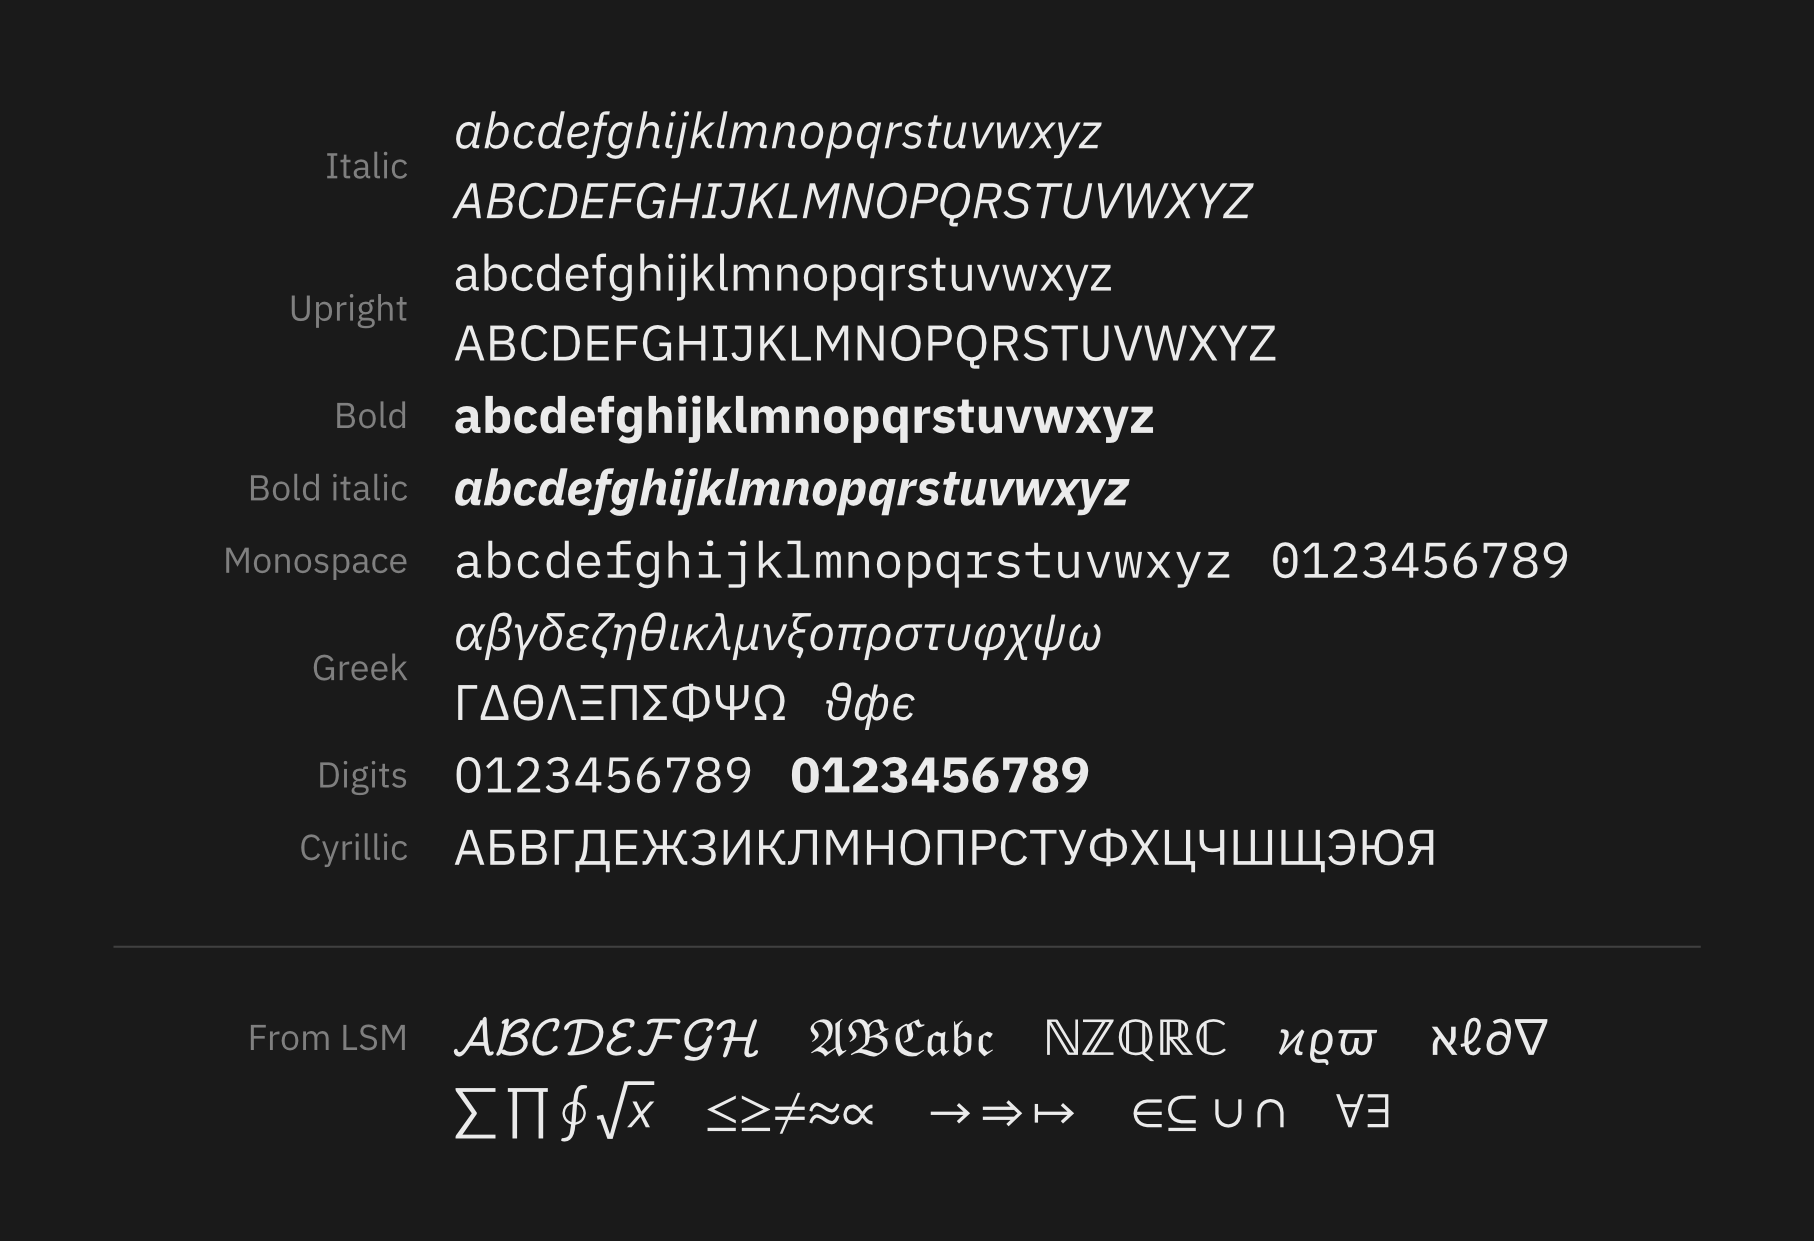 Italic
abcdefghijklmnopqrstuvwxyz
ABCDEFGHIJKLMNOPQRSTUVWXYZ
Upright
abcdefghijklmnopqrstuvwxyz
ABCDEFGHIJKLMNOPQRSTUVWXYZ
Bold abcdefghijklmnopqrstuvwxyz
Bold italic abcdefghijklmnopqrstuvwxyz
Monospace abcdefghijklmnopqrstuvwxyz 0123456789
Greek
αβγδεζηθικλμνξοπρστυφχψω
ΓΔΘΛΞΠΣΦΨΩ ϑϕϵ
Digits 0123456789 0123456789
Cyrillic АБВГДЕЖЗИКЛМНОПРСТУФХЦЧШЩЭЮЯ
From LSM 𝒜ℬ𝒞𝒟ℰℱ𝒢ℋ 𝔄𝔅ℭ𝔞𝔟𝔠 ℕℤℚℝℂ ϰϱϖ ℵℓ∂∇
∑∏∮√x ≤≥≠≈∝ →⇒↦ ∈⊆∪∩ ∀∃